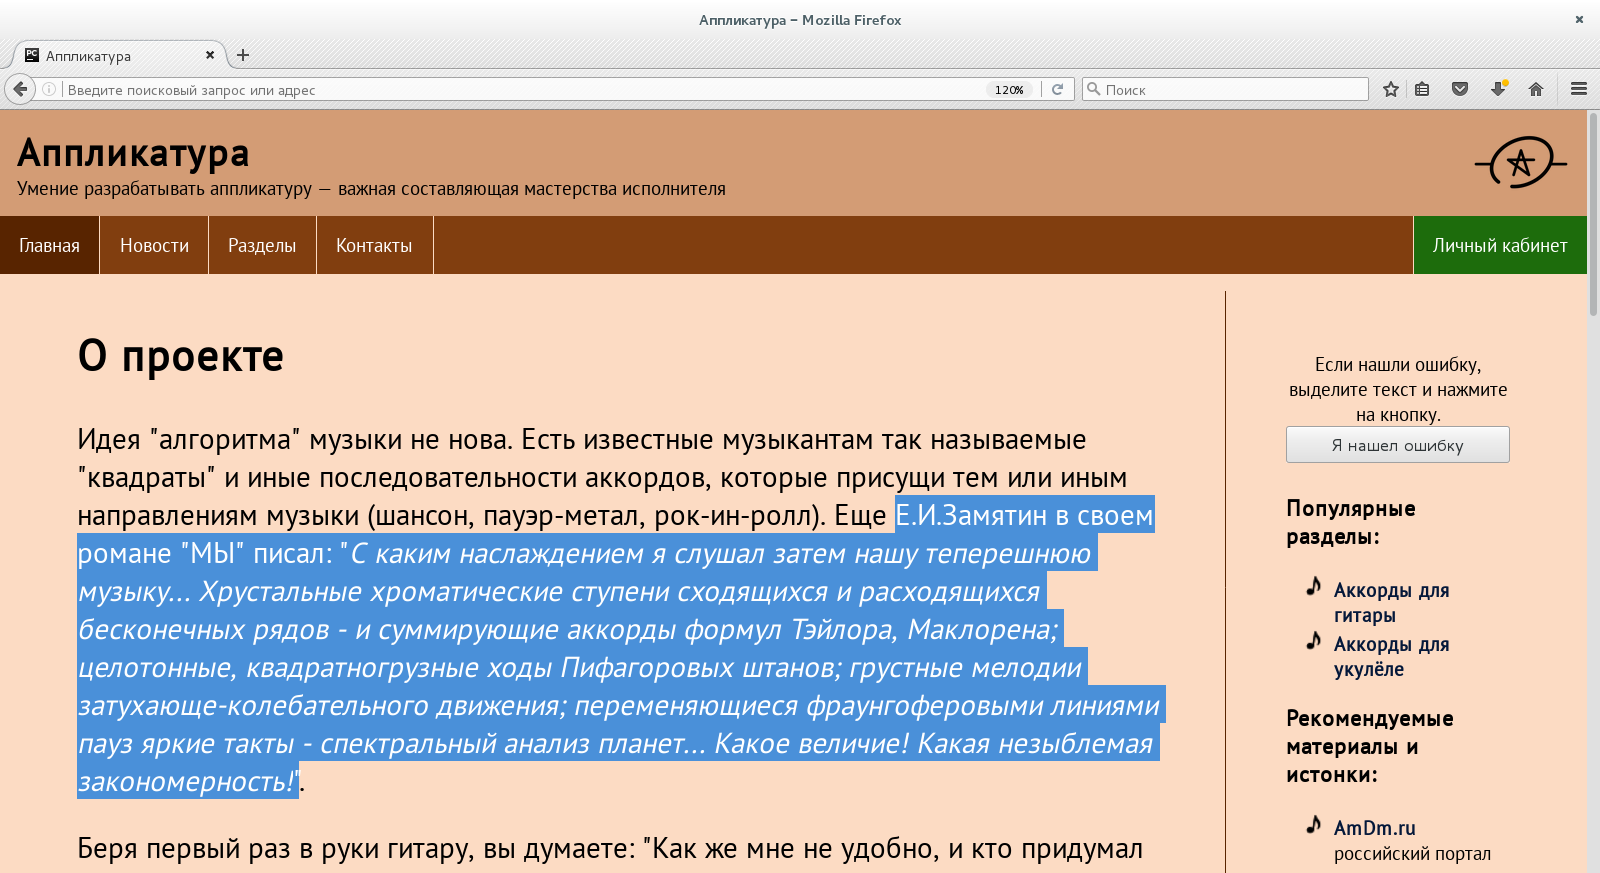 Аппликатура – Mozilla Firefox
PC Аппликатура
Введите поисковый запрос или адрес 120% Поиск
Аппликатура
Умение разрабатывать аппликатуру — важная составляющая мастерства исполнителя
Главная Новости Разделы Контакты Личный кабинет
О проекте
Идея "алгоритма" музыки не нова. Есть известные музыкантам так называемые
"квадраты" и иные последовательности аккордов, которые присущи тем или иным
направлениям музыки (шансон, пауэр-метал, рок-ин-ролл). Еще Е.И.Замятин в своем
романе "МЫ" писал: "С каким наслаждением я слушал затем нашу теперешнюю
музыку... Хрустальные хроматические ступени сходящихся и расходящихся
бесконечных рядов - и суммирующие аккорды формул Тэйлора, Маклорена;
целотонные, квадратногрузные ходы Пифагоровых штанов; грустные мелодии
затухающе-колебательного движения; переменяющиеся фраунгоферовыми линиями
пауз яркие такты - спектральный анализ планет... Какое величие! Какая незыблемая
закономерность!".
Беря первый раз в руки гитару, вы думаете: "Как же мне не удобно, и кто придумал
Если нашли ошибку,
выделите текст и нажмите
на кнопку.
Я нашел ошибку
Популярные
разделы:
Аккорды для
гитары
Аккорды для
укулёле
Рекомендуемые
материалы и
истонки:
AmDm.ru
российский портал